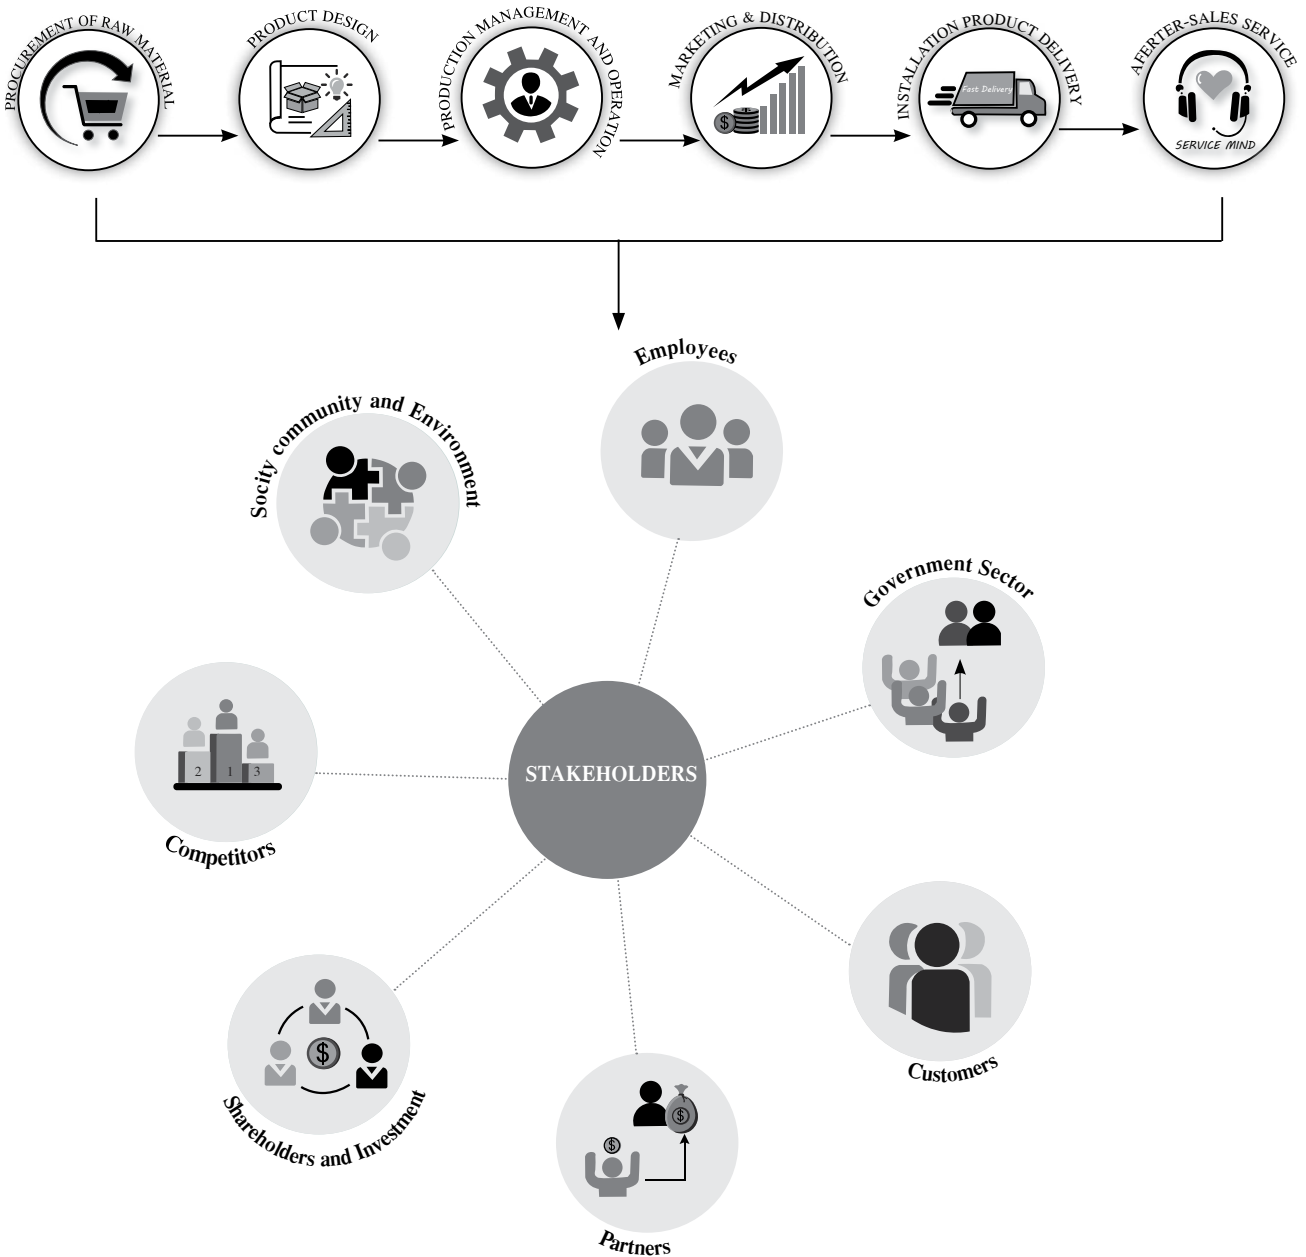 PROCUREMENT OF RAW MATERIAL
PRODUCT DESIGN
PRODUCTION MANAGEMENT AND OPERATION
MARKETING & DISTRIBUTION
$
INSTALLATION PRODUCT DELIVERY
Fast Delivery
AFERTER-SALES SERVICE
SERVICE MIND
Employees
Socity community and Environment
Government Sector
STAKEHOLDERS
2 1 3
Competitors
Customers
$
Shareholders and Investment
$
$
Partners